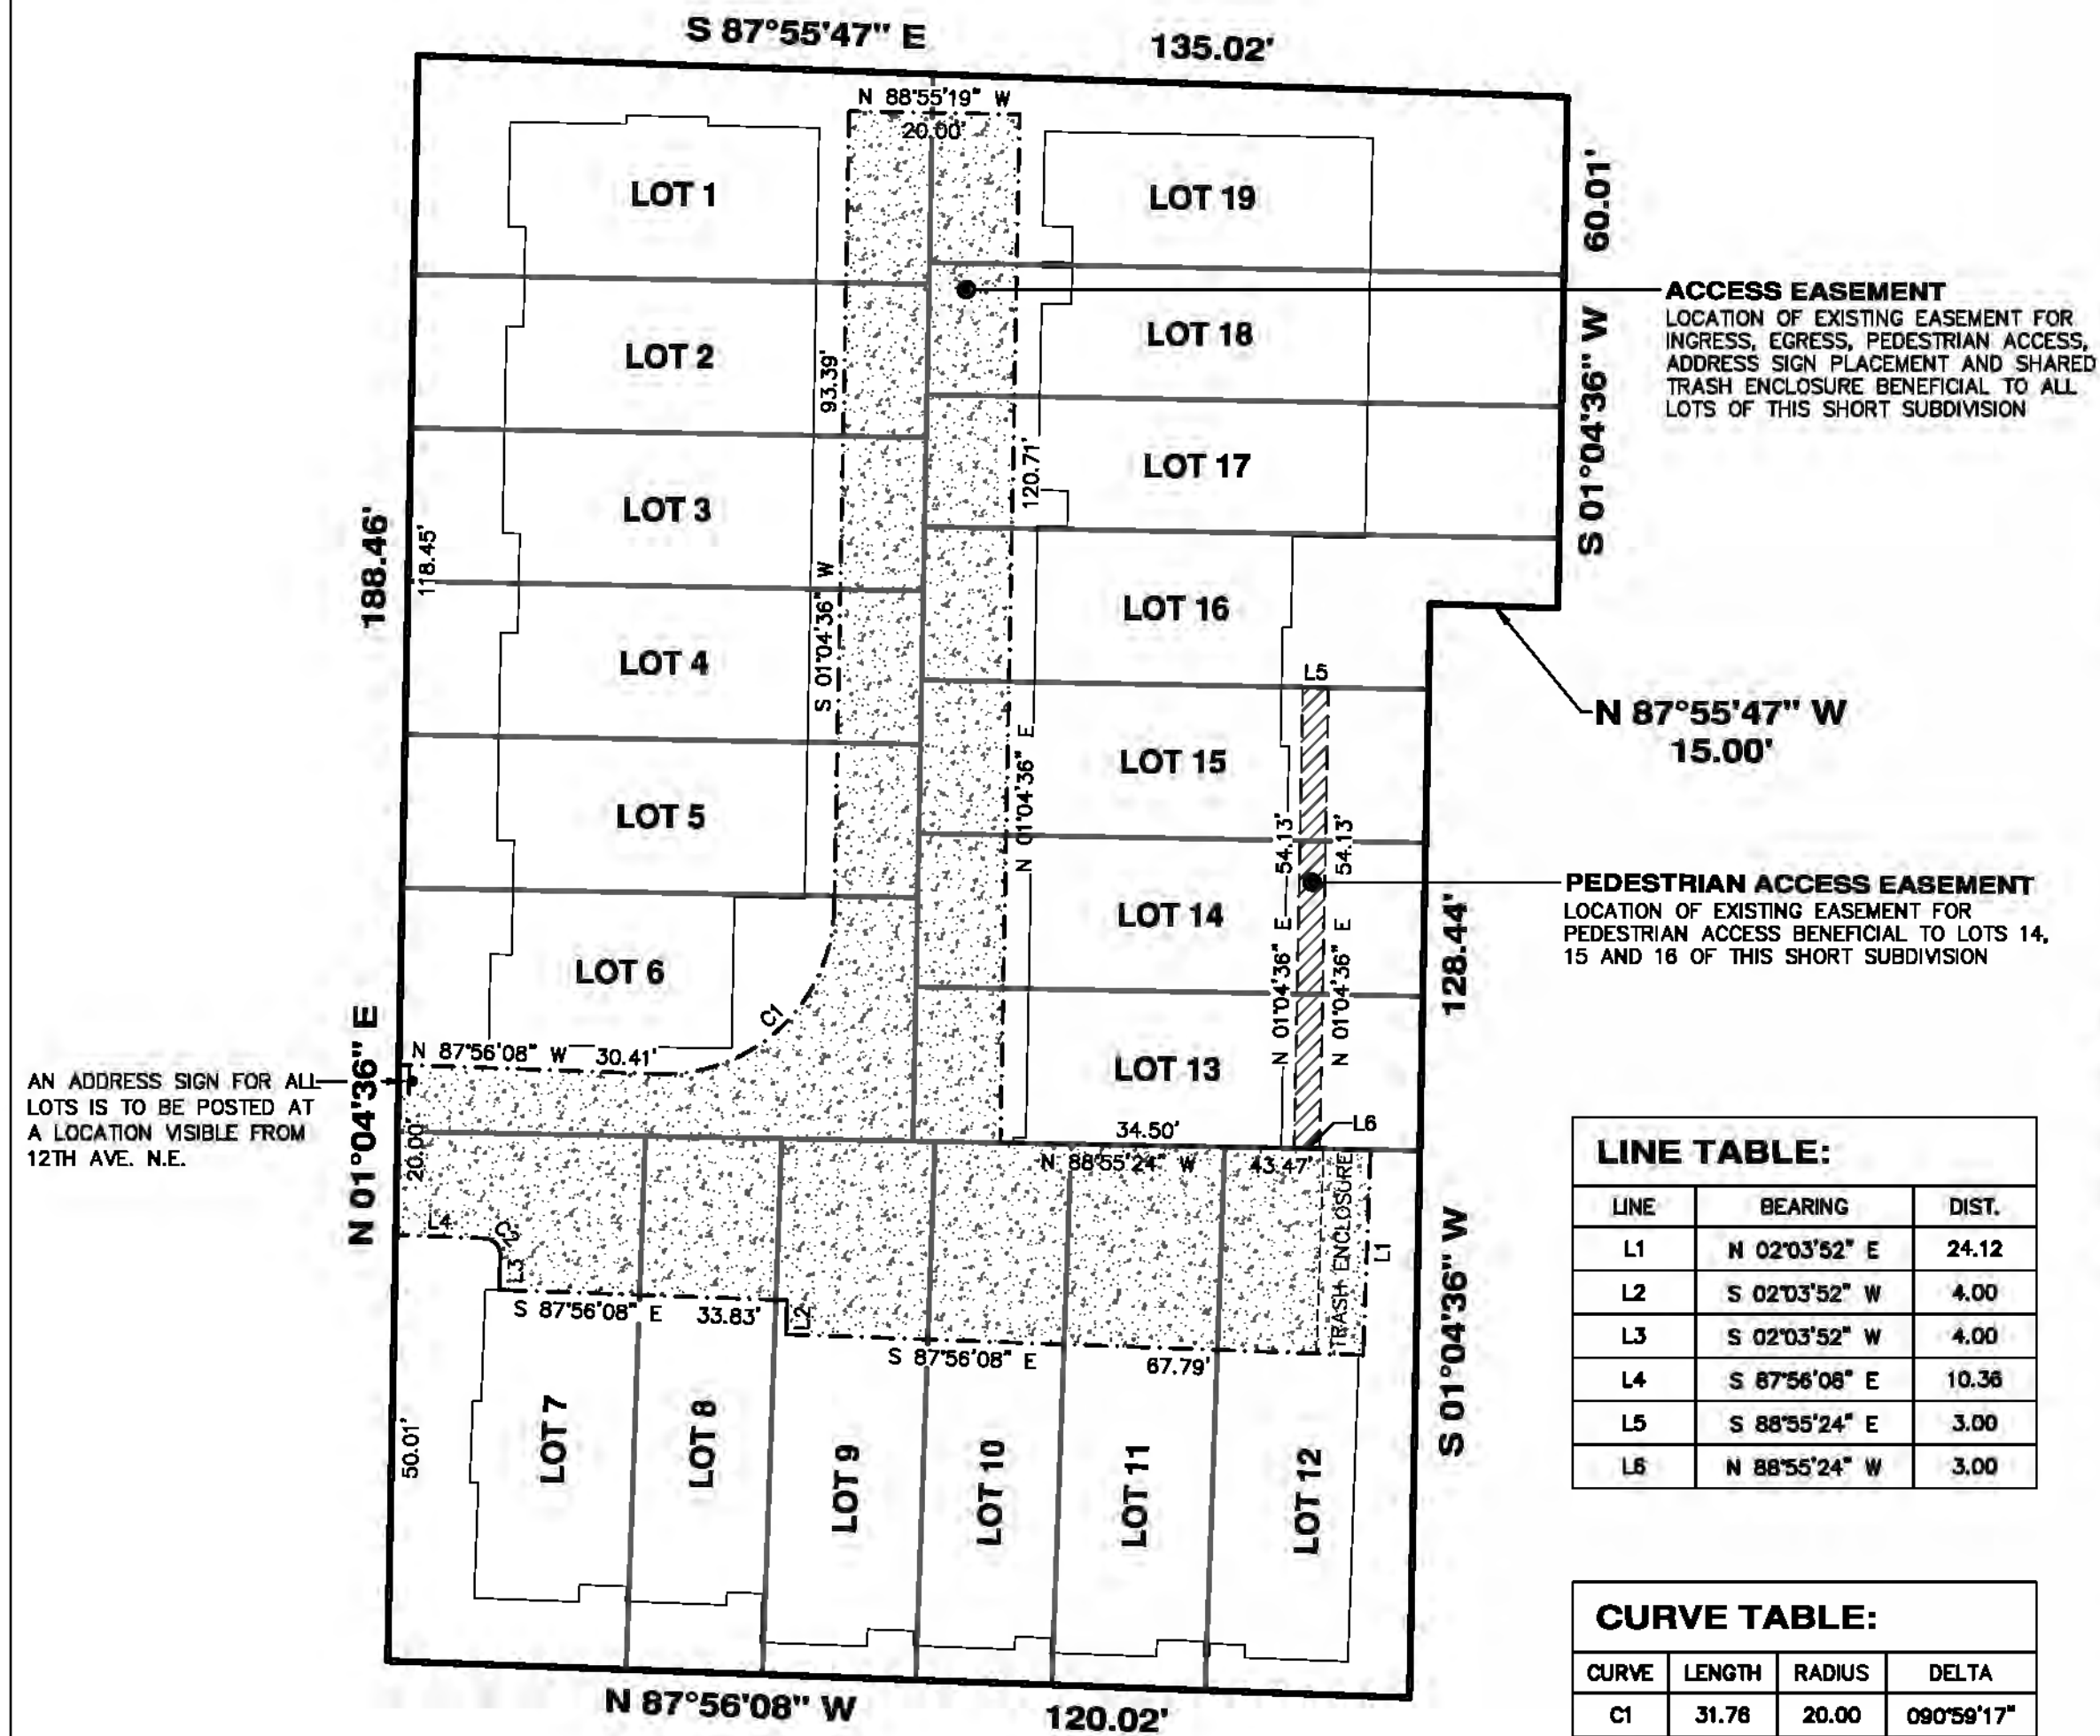 S 87°55'47" E 135.02'
N 88°55'19" W
20.00'
LOT 1
LOT 19
60.01'
ACCESS EASEMENT
LOCATION OF EXISTING EASEMENT FOR
INGRESS, EGRESS, PEDESTRIAN ACCESS,
ADDRESS SIGN PLACEMENT AND SHARED
TRASH ENCLOSURE BENEFICIAL TO ALL
LOTS OF THIS SHORT SUBDIVISION
LOT 2
93.39'
LOT 18
S 01°04'36" W
LOT 3
120.71'
LOT 17
188.46'
118.45'
S 01°04'36" W
LOT 16
LOT 4
L5
N 87°55'47" W
15.00'
LOT 5
N 01°04'36" E
LOT 15
54.13'
54.13'
PEDESTRIAN ACCESS EASEMENT
LOCATION OF EXISTING EASEMENT FOR
PEDESTRIAN ACCESS BENEFICIAL TO LOTS 14,
15 AND 16 OF THIS SHORT SUBDIVISION
LOT 14
128.44'
LOT 6
C1
N 01°04'36" E
N 01°04'36" E
N 87°56'08" W 30.41'
LOT 13
AN ADDRESS SIGN FOR ALL
LOTS IS TO BE POSTED AT
A LOCATION VISIBLE FROM
12TH AVE. N.E.
N 01°04'36" E
20.00'
34.50'
L6
N 88°55'24" W 43.47'
TRASH ENCLOSURE
L1
L4
C2
L3
S 87°56'08" E 33.83'
L2
S 87°56'08" E 67.79'
S 01°04'36" W
50.01'
LOT 7
LOT 8
LOT 9
LOT 10
LOT 11
LOT 12
N 87°56'08" W 120.02'
LINE TABLE:
LINE BEARING DIST.
L1 N 02°03'52" E 24.12
L2 S 02°03'52" W 4.00
L3 S 02°03'52" W 4.00
L4 S 87°56'08" E 10.36
L5 S 88°55'24" E 3.00
L6 N 88°55'24" W 3.00
CURVE TABLE:
CURVE LENGTH RADIUS DELTA
C1 31.76 20.00 090°59'17"